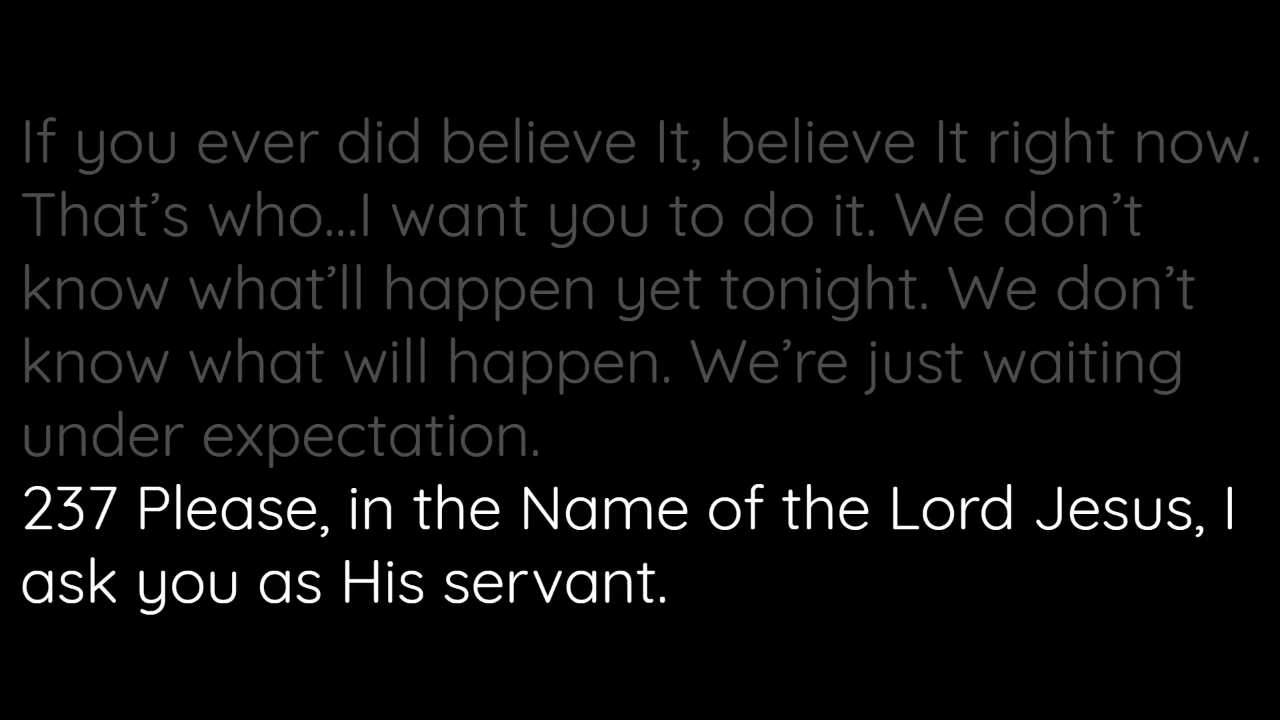 If you ever did believe It, believe It right now.
That’s who...I want you to do it. We don’t
know what’ll happen yet tonight. We don’t
know what will happen. We’re just waiting
under expectation.
237 Please, in the Name of the Lord Jesus, I
ask you as His servant.